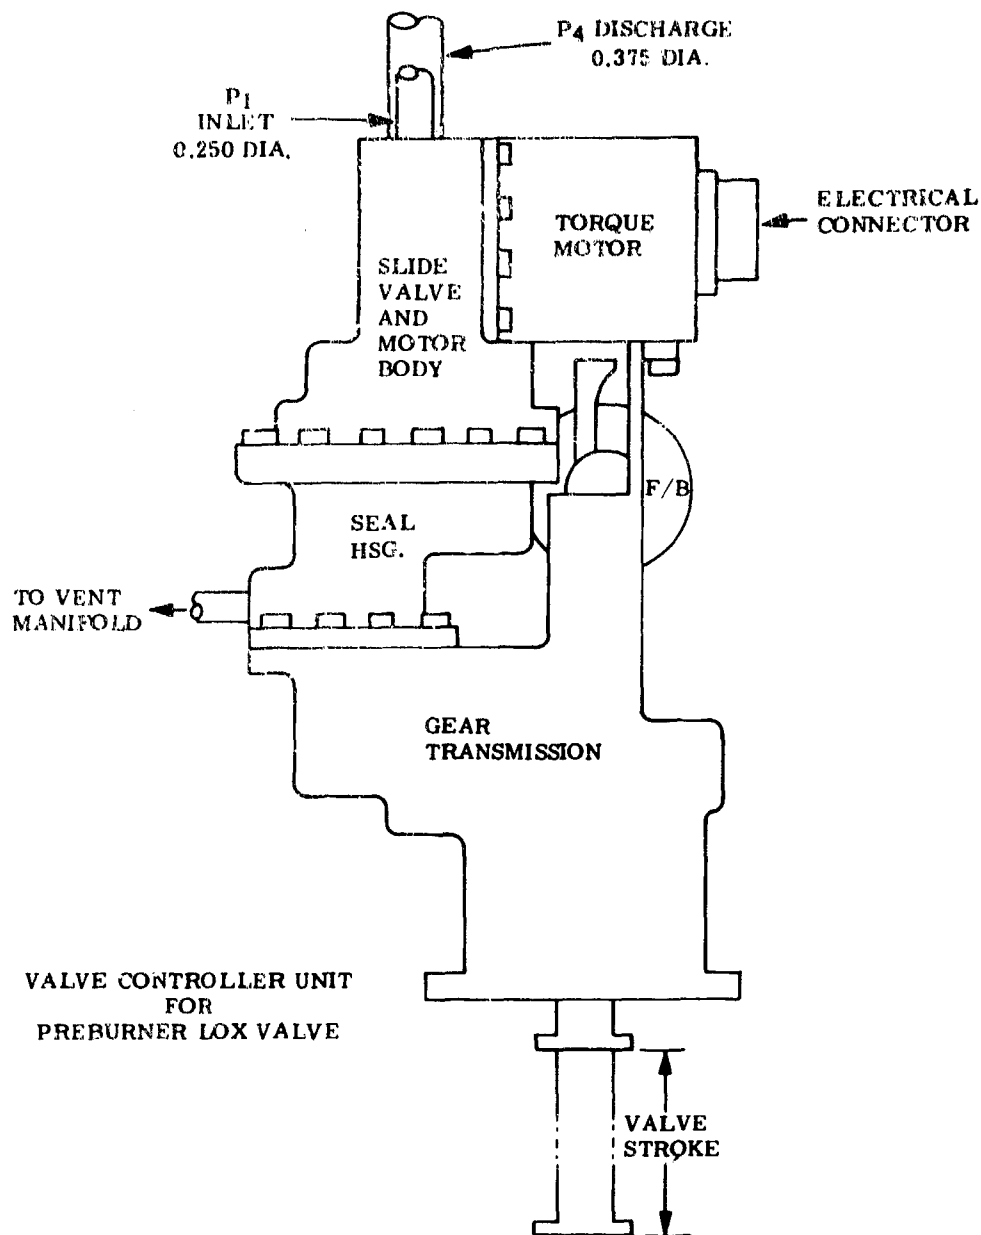 P4 DISCHARGE
0.375 DIA.
P1
INLET
0.250 DIA.
ELECTRICAL
CONNECTOR
TORQUE
MOTOR
SLIDE
VALVE
AND
MOTOR
BODY
F/B
SEAL
HSG.
TO VENT
MANIFOLD
GEAR
TRANSMISSION
VALVE CONTROLLER UNIT
FOR
PREBURNER LOX VALVE
VALVE
STROKE